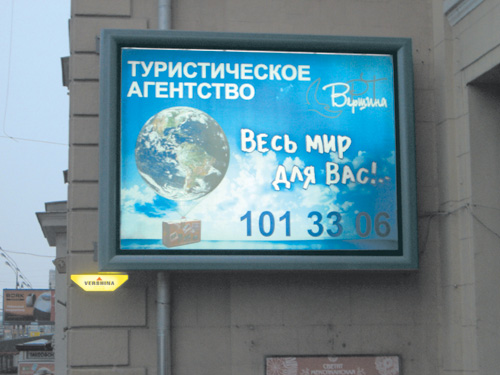 ТУРИСТИЧЕСКОЕ
АГЕНТСТВО
Вершина
ВЕСЬ МИР
ДЛЯ ВАС!..
101 33 06
VERSHINA